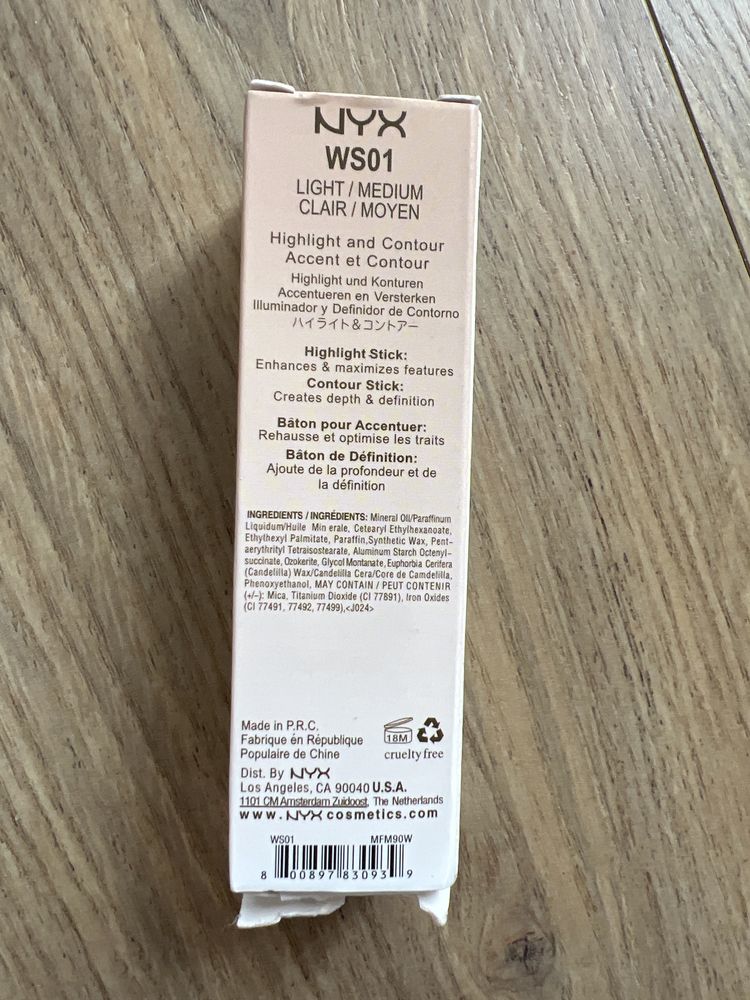 NYX
WS01
LIGHT / MEDIUM
CLAIR / MOYEN
Highlight and Contour
Accent et Contour
Highlight und Konturen
Accentueren en Versterken
Illuminador y Definidor de Contorno
ハイライト&コントアー
Highlight Stick:
Enhances & maximizes features
Contour Stick:
Creates depth & definition
Bâton pour Accentuer:
Rehausse et optimise les traits
Bâton de Définition:
Ajoute de la profondeur et de
la définition
INGREDIENTS / INGRÉDIENTS: Mineral Oil/Paraffinum
Liquidum/Huile Min erale, Cetearyl Ethylhexanoate,
Ethylhexyl Palmitate, Paraffin,Synthetic Wax, Pent-
aerythrityl Tetraisostearate, Aluminum Starch Octenyl-
succinate, Ozokerite, Glycol Montanate, Euphorbia Cerifera
(Candelilla) Wax/Candelilla Cera/Core de Camdelilla,
Phenoxyethanol, MAY CONTAIN / PEUT CONTENIR
(+/-): Mica, Titanium Dioxide (CI 77891), Iron Oxides
(CI 77491, 77492, 77499),<J024>
Made in P.R.C.
Fabrique én République
Populaire de Chine
18M
cruelty free
Dist. By NYX
Los Angeles, CA 90040 U.S.A.
1101 CM Amsterdam Zuidoost, The Netherlands
www.NYXcosmetics.com
WS01 MFM90W
8 00897 83093 9